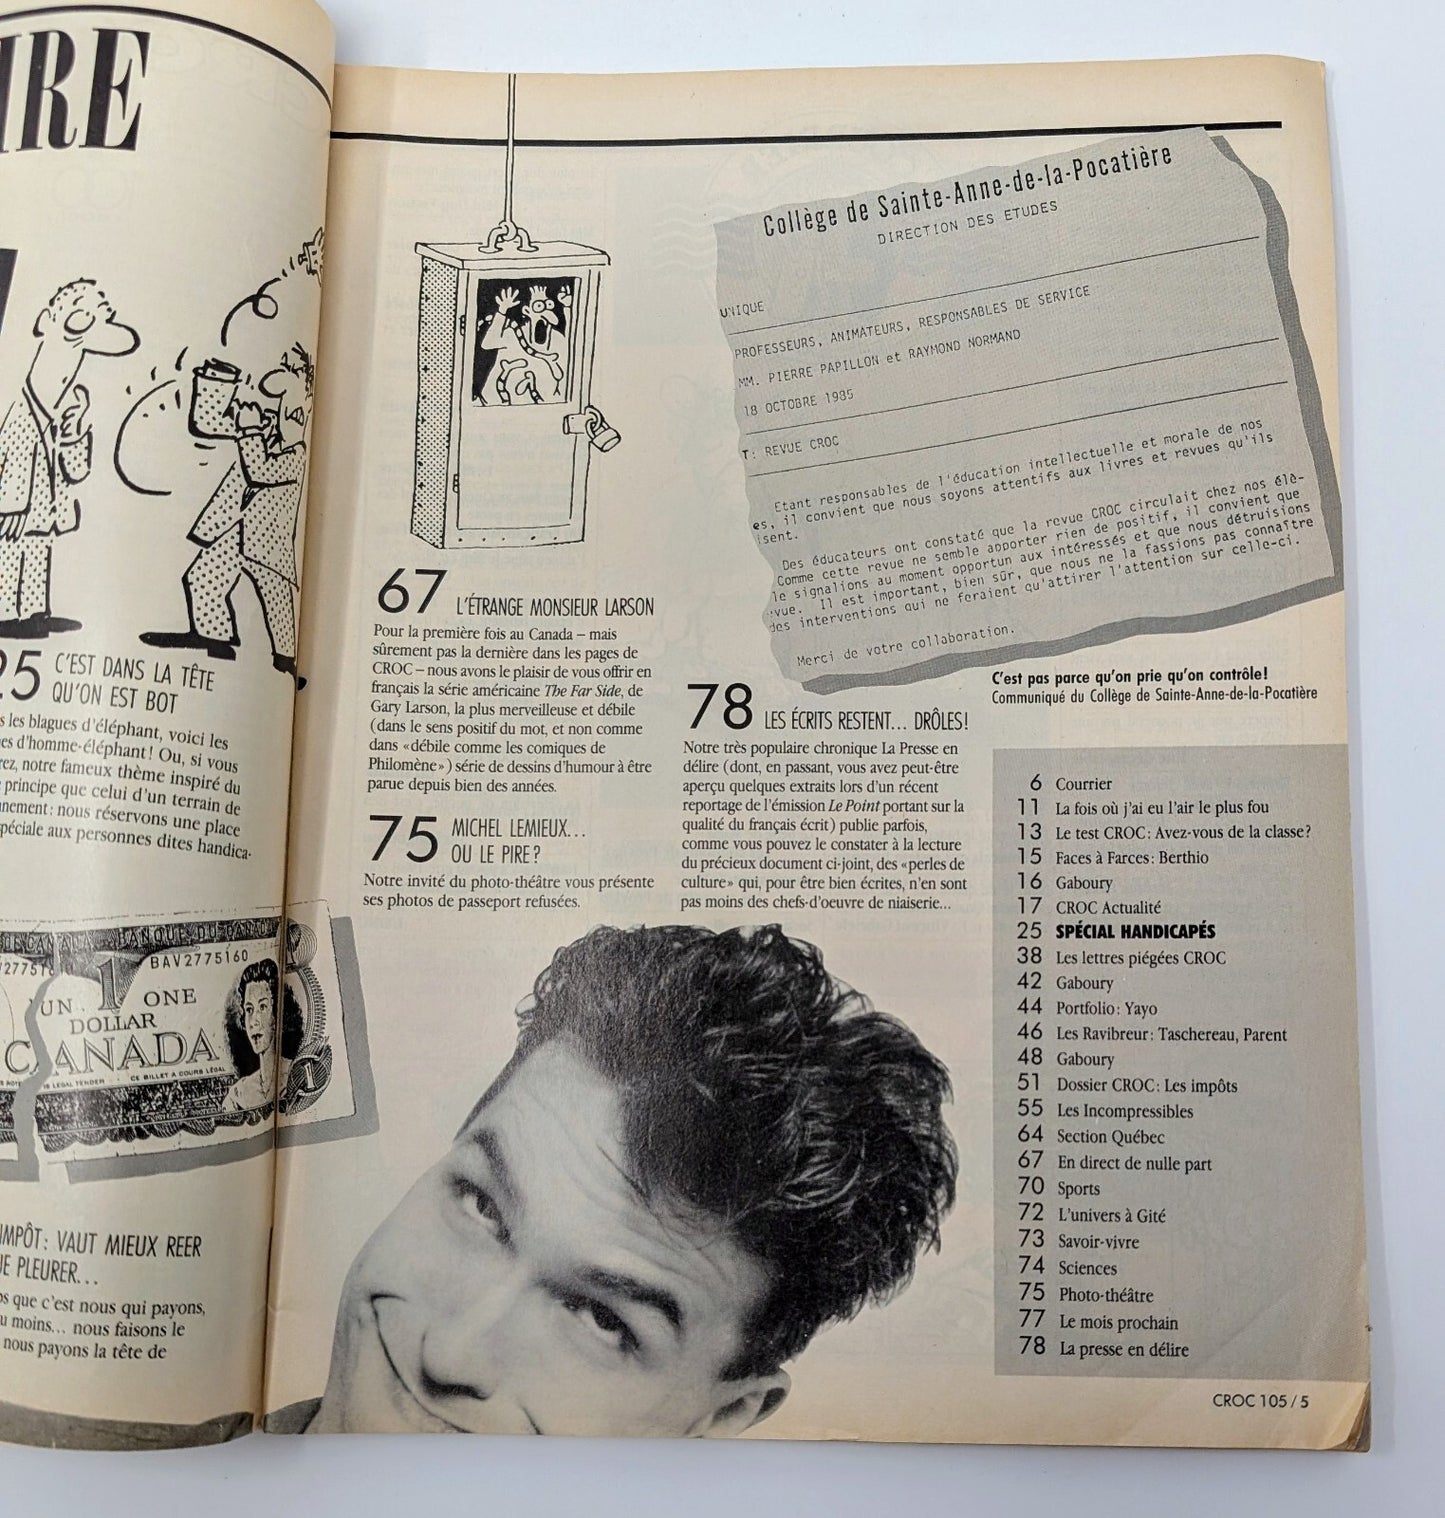 IRE
25 C'EST DANS LA TÊTE
QU'ON EST BOT
les blagues d'éléphant, voici les
d'homme-éléphant! Ou, si vous
notre fameux thème inspiré du
principe que celui d'un terrain de
nous réservons une place
aux personnes dites handica-
BANQUE DU CANADA
BAV2775160
UN 1 ONE
DOLLAR
CANADA
IS LEGAL TENDER CE BILLET A COURS LÉGAL
1
IMPÔT: VAUT MIEUX REER
PLEURER...
que c'est nous qui payons,
moins... nous faisons le
nous payons la tête de
67 L'ÉTRANGE MONSIEUR LARSON
Pour la première fois au Canada – mais
sûrement pas la dernière dans les pages de
CROC – nous avons le plaisir de vous offrir en
français la série américaine The Far Side, de
Gary Larson, la plus merveilleuse et débile
(dans le sens positif du mot, et non comme
dans «débile comme les comiques de
Philomène») série de dessins d'humour à être
parue depuis bien des années.
75 MICHEL LEMIEUX...
OU LE PIRE?
Notre invité du photo-théâtre vous présente
ses photos de passeport refusées.
Collège de Sainte-Anne-de-la-Pocatière
DIRECTION DES ETUDES
UNIQUE
PROFESSEURS, ANIMATEURS, RESPONSABLES DE SERVICE
MM. PIERRE PAPILLON et RAYMOND NORMAND
18 OCTOBRE 1985
T: REVUE CROC
Etant responsables de l'éducation intellectuelle et morale de nos
es, il convient que nous soyons attentifs aux livres et revues qu'ils
isent.
Des éducateurs ont constaté que la revue CROC circulait chez nos élè-
Comme cette revue ne semble apporter rien de positif, il convient que
le signalions au moment opportun aux intéressés et que nous détruisions
vue. Il est important, bien sûr, que nous ne la fassions pas connaître
des interventions qui ne feraient qu'attirer l'attention sur celle-ci.
Merci de votre collaboration.
C'est pas parce qu'on prie qu'on contrôle!
Communiqué du Collège de Sainte-Anne-de-la-Pocatière
78 LES ÉCRITS RESTENT... DRÔLES!
Notre très populaire chronique La Presse en
délire (dont, en passant, vous avez peut-être
aperçu quelques extraits lors d'un récent
reportage de l'émission Le Point portant sur la
qualité du français écrit) publie parfois,
comme vous pouvez le constater à la lecture
du précieux document ci-joint, des «perles de
culture» qui, pour être bien écrites, n'en sont
pas moins des chefs-d'oeuvre de niaiserie...
6 Courrier
11 La fois où j'ai eu l'air le plus fou
13 Le test CROC: Avez-vous de la classe?
15 Faces à Farces: Berthio
16 Gaboury
17 CROC Actualité
25 SPÉCIAL HANDICAPÉS
38 Les lettres piégées CROC
42 Gaboury
44 Portfolio: Yayo
46 Les Ravibreur: Taschereau, Parent
48 Gaboury
51 Dossier CROC: Les impôts
55 Les Incompressibles
64 Section Québec
67 En direct de nulle part
70 Sports
72 L'univers à Gité
73 Savoir-vivre
74 Sciences
75 Photo-théâtre
77 Le mois prochain
78 La presse en délire
CROC 105 / 5